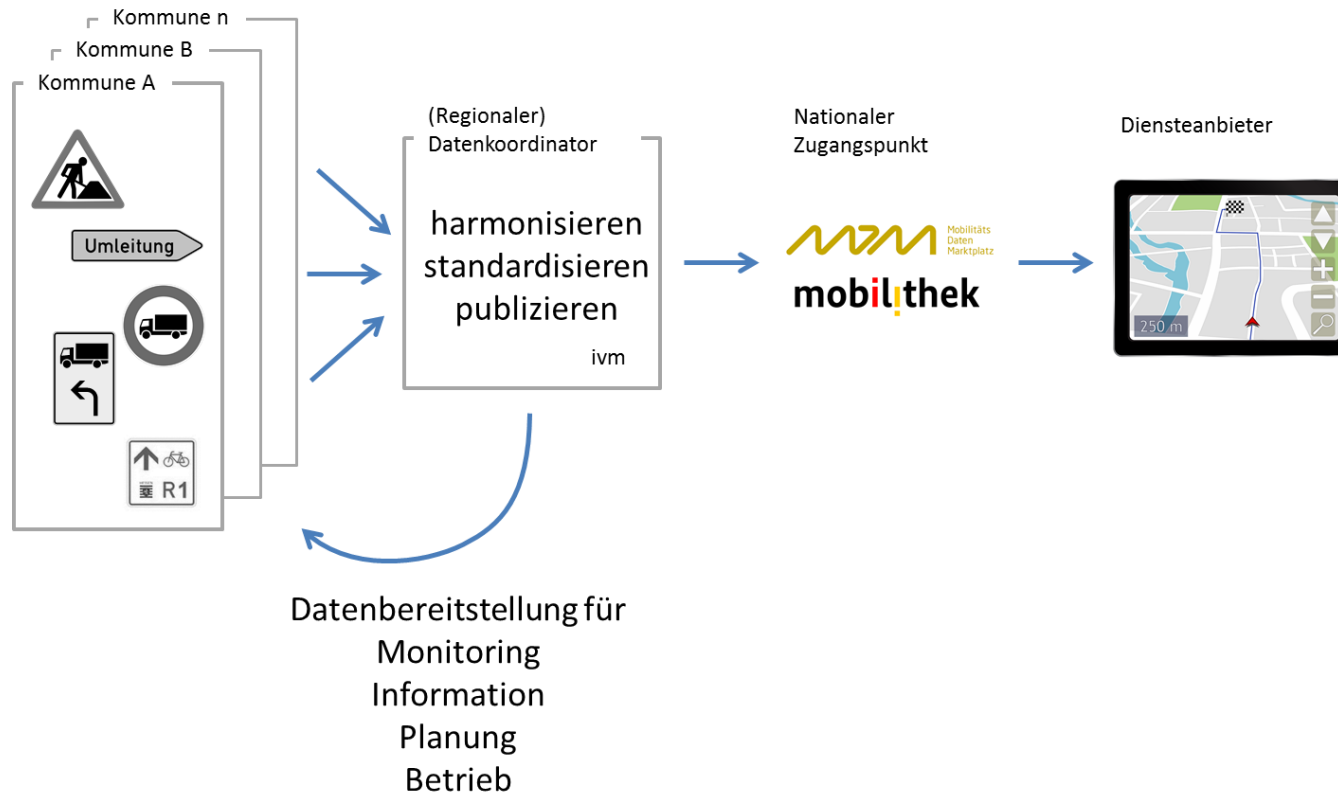 Kommune n
Kommune B
Kommune A
Umleitung
R1
(Regionaler)
Datenkoordinator
harmonisieren
standardisieren
publizieren
ivm
Nationaler
Zugangspunkt
Mobilitäts
Daten
Marktplatz
mdm
mobilithek
Diensteanbieter
250 m
Datenbereitstellung für
Monitoring
Information
Planung
Betrieb